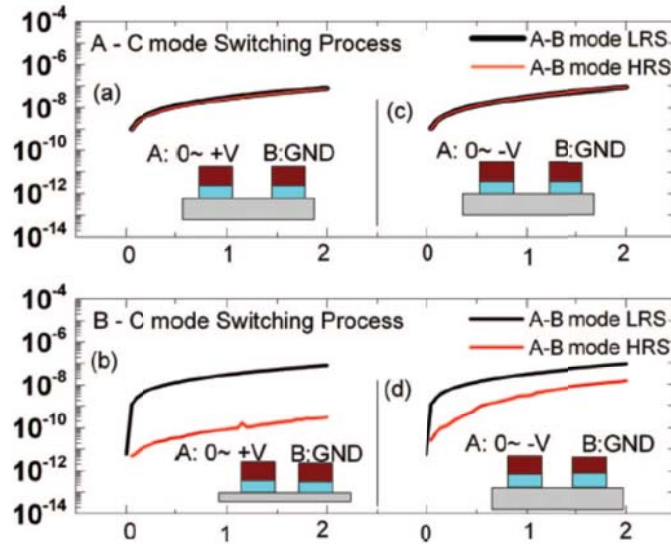 10⁻⁴
10⁻⁶
10⁻⁸
10⁻¹⁰
10⁻¹²
10⁻¹⁴
A - C mode Switching Process
A-B mode LRS
A-B mode HRS
(a)
(c)
A: 0~ +V B:GND
A: 0~ -V B:GND
0 1 2
0 1 2
10⁻⁴
10⁻⁶
10⁻⁸
10⁻¹⁰
10⁻¹²
10⁻¹⁴
B - C mode Switching Process
A-B mode LRS
A-B mode HRS
(b)
(d)
A: 0~ +V B:GND
A: 0~ -V B:GND
0 1 2
0 1 2